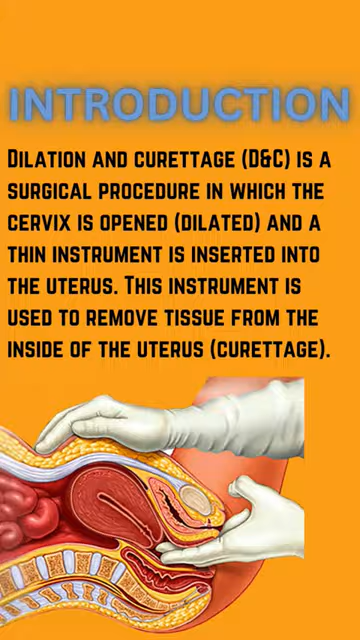 INTRODUCTION
DILATION AND CURETTAGE (D&C) IS A
SURGICAL PROCEDURE IN WHICH THE
CERVIX IS OPENED (DILATED) AND A
THIN INSTRUMENT IS INSERTED INTO
THE UTERUS. THIS INSTRUMENT IS
USED TO REMOVE TISSUE FROM THE
INSIDE OF THE UTERUS (CURETTAGE).